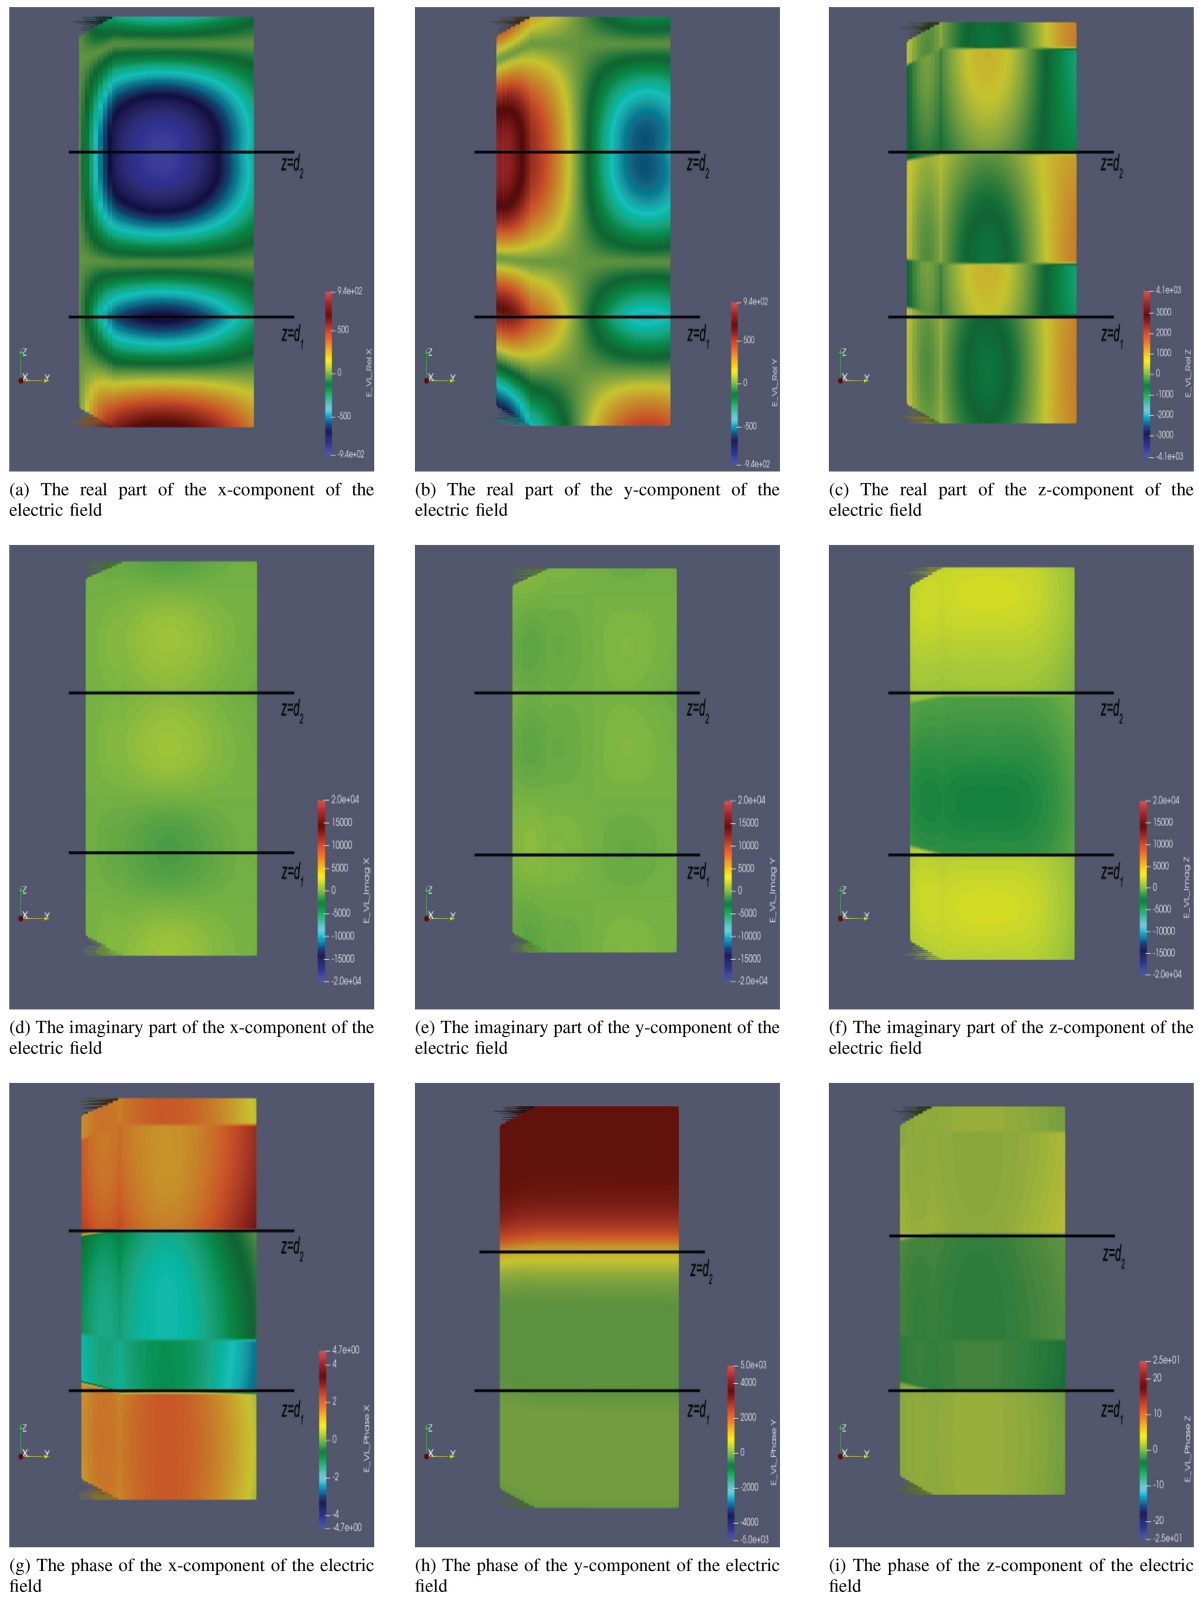 z=d2
z=d1
9.4e+02
500
0
-500
-9.4e+02
E_VL_Rel X
Z
X
Y
(a) The real part of the x-component of the
electric field
z=d2
z=d1
9.4e+02
500
0
-500
-9.4e+02
E_VL_Rel Y
Z
X
Y
(b) The real part of the y-component of the
electric field
z=d2
z=d1
4.1e+03
3000
2000
1000
0
-1000
-2000
-3000
-4.1e+03
E_VL_Rel Z
Z
X
Y
(c) The real part of the z-component of the
electric field
z=d2
z=d1
2.0e+04
15000
10000
5000
0
-5000
-10000
-15000
-2.0e+04
E_VL_Imag X
Z
X
Y
(d) The imaginary part of the x-component of the
electric field
z=d2
z=d1
2.0e+04
15000
10000
5000
0
-5000
-10000
-15000
-2.0e+04
E_VL_Imag Y
Z
X
Y
(e) The imaginary part of the y-component of the
electric field
z=d2
z=d1
2.0e+04
15000
10000
5000
0
-5000
-10000
-15000
-2.0e+04
E_VL_Imag Z
Z
X
Y
(f) The imaginary part of the z-component of the
electric field
z=d2
z=d1
4.7e+00
4
2
0
-2
-4
-4.7e+00
E_VL_Phase X
Z
X
Y
(g) The phase of the x-component of the electric
field
z=d2
z=d1
5.0e+03
4000
2000
0
-2000
-4000
-5.0e+03
E_VL_Phase Y
Z
X
Y
(h) The phase of the y-component of the electric
field
z=d2
z=d1
2.5e+01
20
10
0
-10
-20
-2.5e+01
E_VL_Phase Z
Z
X
Y
(i) The phase of the z-component of the electric
field